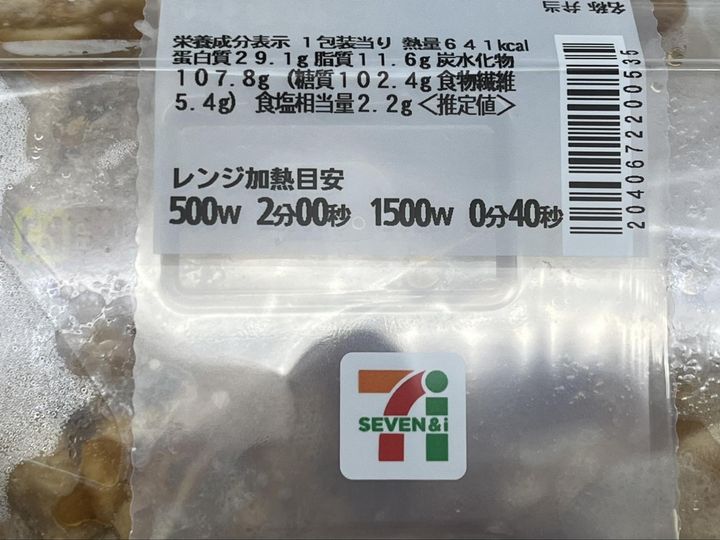 名称 弁当
栄養成分表示 1包装当り 熱量641kcal
蛋白質29.1g脂質11.6g炭水化物
107.8g (糖質102.4g食物繊維
5.4g) 食塩相当量2.2g<推定値>
レンジ加熱目安
500W 2分00秒 1500W 0分40秒
2040672200535
SEVEN&i